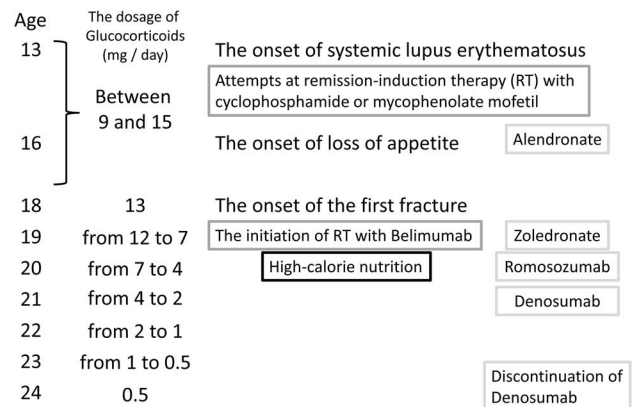 Age
The dosage of
Glucocorticoids
(mg / day)
13
The onset of systemic lupus erythematosus
Attempts at remission-induction therapy (RT) with
cyclophosphamide or mycophenolate mofetil
Between
9 and 15
16
The onset of loss of appetite
Alendronate
18
13
The onset of the first fracture
19
from 12 to 7
The initiation of RT with Belimumab
Zoledronate
20
from 7 to 4
High-calorie nutrition
Romosozumab
21
from 4 to 2
Denosumab
22
from 2 to 1
23
from 1 to 0.5
24
0.5
Discontinuation of
Denosumab